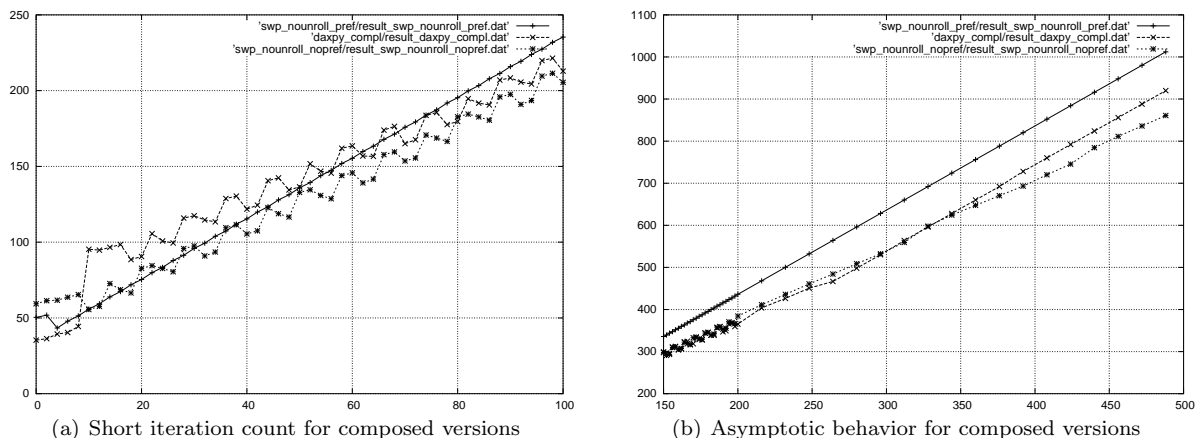 250
200
150
100
50
0
0 20 40 60 80 100
'swp_nounroll_pref/result_swp_nounroll_pref.dat'
'daxpy_compl/result_daxpy_compl.dat'
'swp_nounroll_nopref/result_swp_nounroll_nopref.dat'
(a) Short iteration count for composed versions
1100
1000
900
800
700
600
500
400
300
200
150 200 250 300 350 400 450 500
'swp_nounroll_pref/result_swp_nounroll_pref.dat'
'daxpy_compl/result_daxpy_compl.dat'
'swp_nounroll_nopref/result_swp_nounroll_nopref.dat'
(b) Asymptotic behavior for composed versions